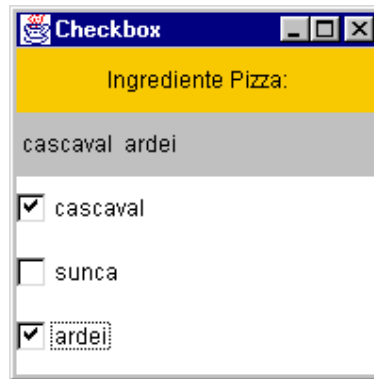 Checkbox
Ingrediente Pizza:
cascaval ardei
cascaval
sunca
ardei